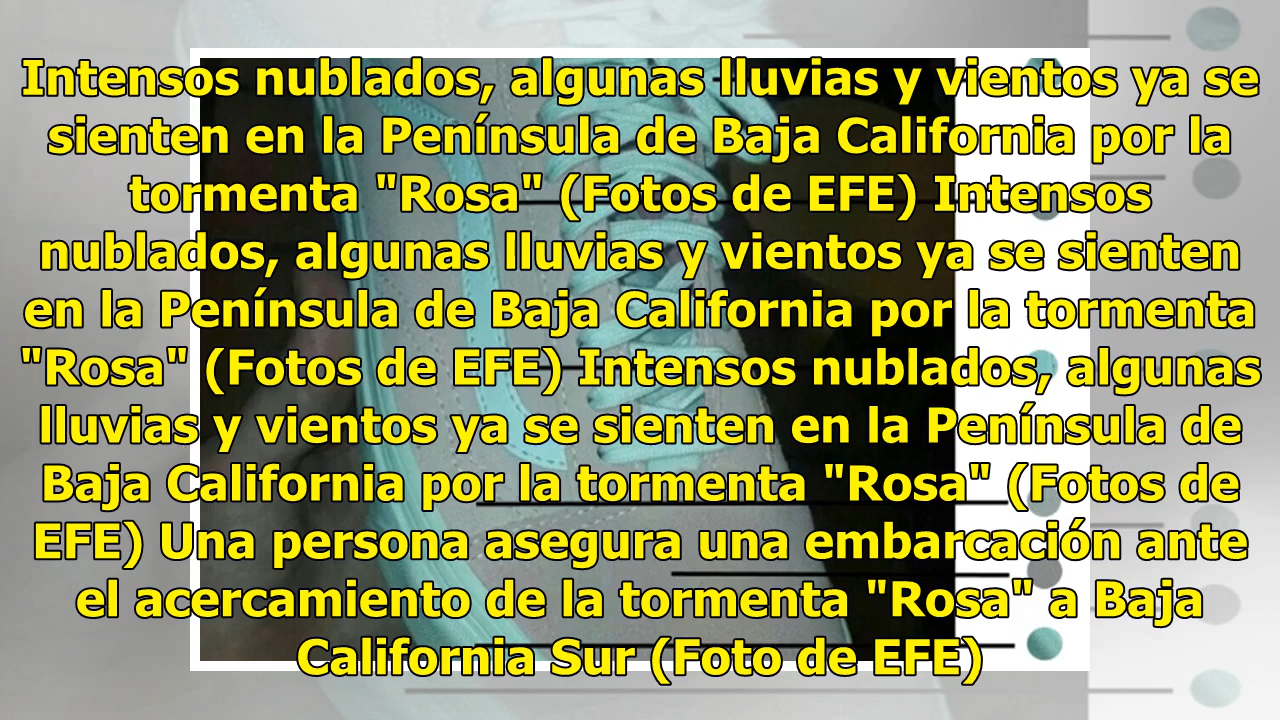 Intensos nublados, algunas lluvias y vientos ya se
sienten en la Península de Baja California por la
tormenta "Rosa" (Fotos de EFE) Intensos
nublados, algunas lluvias y vientos ya se sienten
en la Península de Baja California por la tormenta
"Rosa" (Fotos de EFE) Intensos nublados, algunas
lluvias y vientos ya se sienten en la Península de
Baja California por la tormenta "Rosa" (Fotos de
EFE) Una persona asegura una embarcación ante
el acercamiento de la tormenta "Rosa" a Baja
California Sur (Foto de EFE)